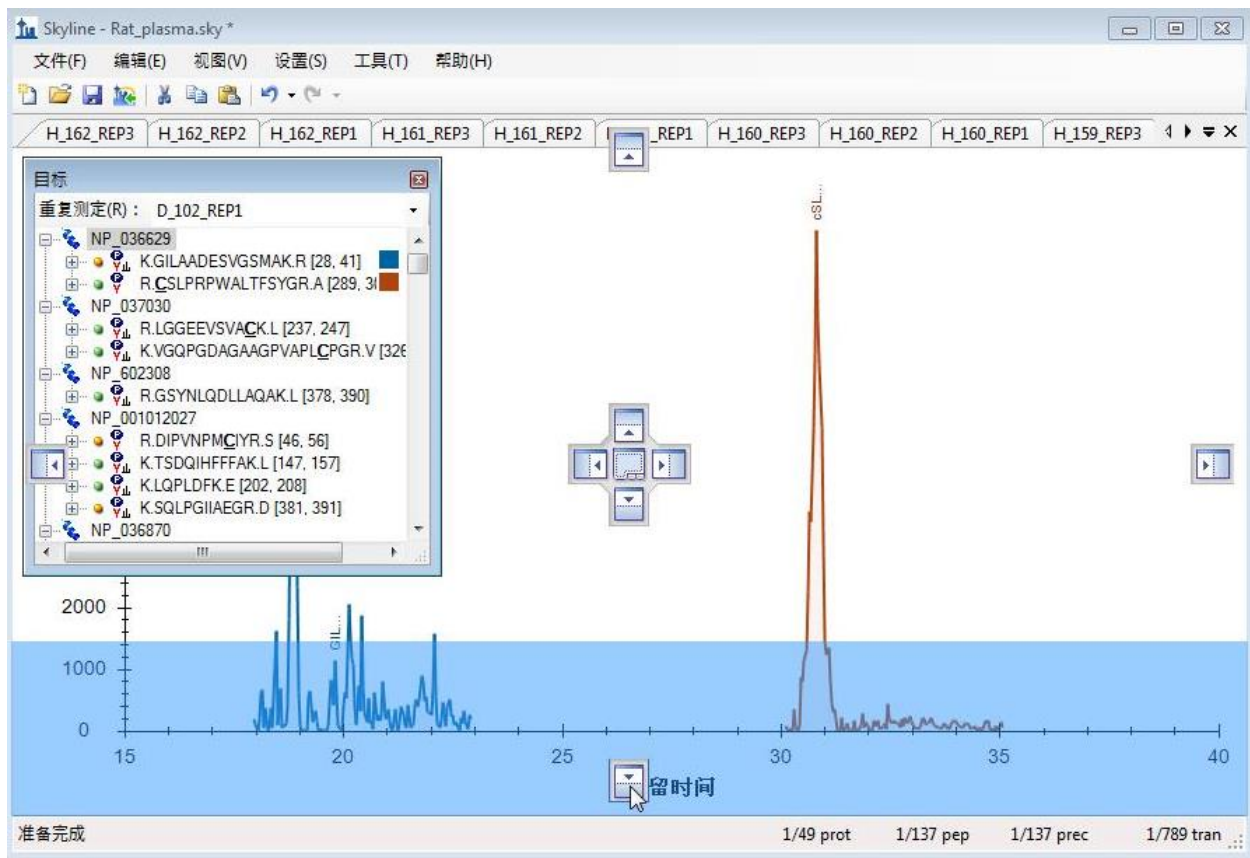 Skyline - Rat_plasma.sky *
文件(F) 编辑(E) 视图(V) 设置(S) 工具(T) 帮助(H)
H_162_REP3 H_162_REP2 H_162_REP1 H_161_REP3 H_161_REP2 _REP1 H_160_REP3 H_160_REP2 H_160_REP1 H_159_REP3
目标
重复测定(R)： D_102_REP1
NP_036629
K.GILAADESVGSMAK.R [28, 41]
R.CSLPRPWALTFSYGR.A [289, 3
NP_037030
R.LGGEEVSVACK.L [237, 247]
K.VGQPGDAGAAGPVAPLCPGR.V [326
NP_602308
R.GSYNLQDLLAQAK.L [378, 390]
NP_001012027
R.DIPVNPMCIYR.S [46, 56]
K.TSDQIHFFFAK.L [147, 157]
K.LQPLDFK.E [202, 208]
K.SQLPGIIAEGR.D [381, 391]
NP_036870
cSL...
GIL...
2000
1000
0
15 20 25 30 35 40
留时间
准备完成 1/49 prot 1/137 pep 1/137 prec 1/789 tran